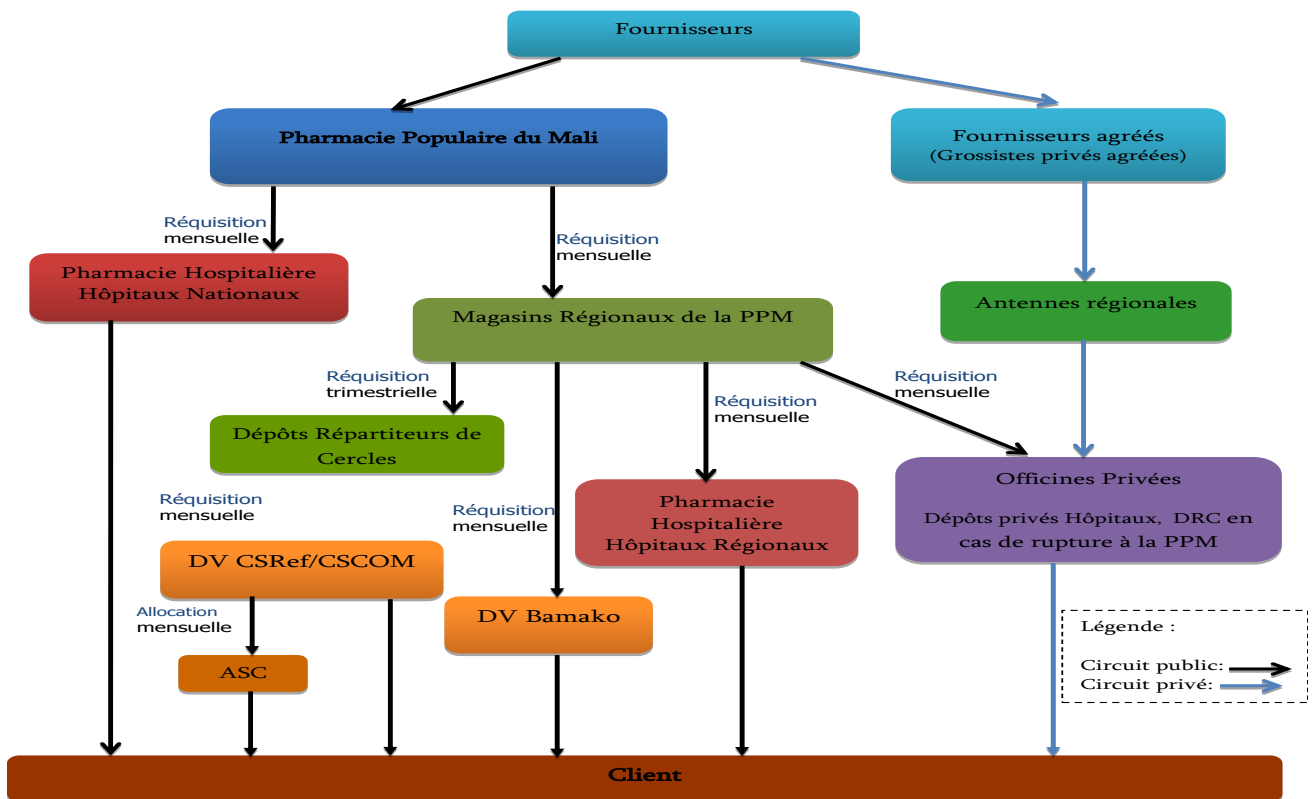 Fournisseurs
Pharmacie Populaire du Mali
Fournisseurs agréés
(Grossistes privés agréées)
Réquisition
mensuelle
Réquisition
mensuelle
Pharmacie Hospitalière
Hôpitaux Nationaux
Magasins Régionaux de la PPM
Antennes régionales
Réquisition
trimestrielle
Réquisition
mensuelle
Réquisition
mensuelle
Dépôts Répartiteurs de
Cercles
Officines Privées
Dépôts privés Hôpitaux, DRC en
cas de rupture à la PPM
Réquisition
mensuelle
Réquisition
mensuelle
Pharmacie
Hospitalière
Hôpitaux Régionaux
DV CSRef/CSCOM
Allocation
mensuelle
DV Bamako
ASC
Légende :
Circuit public:
Circuit privé:
Client